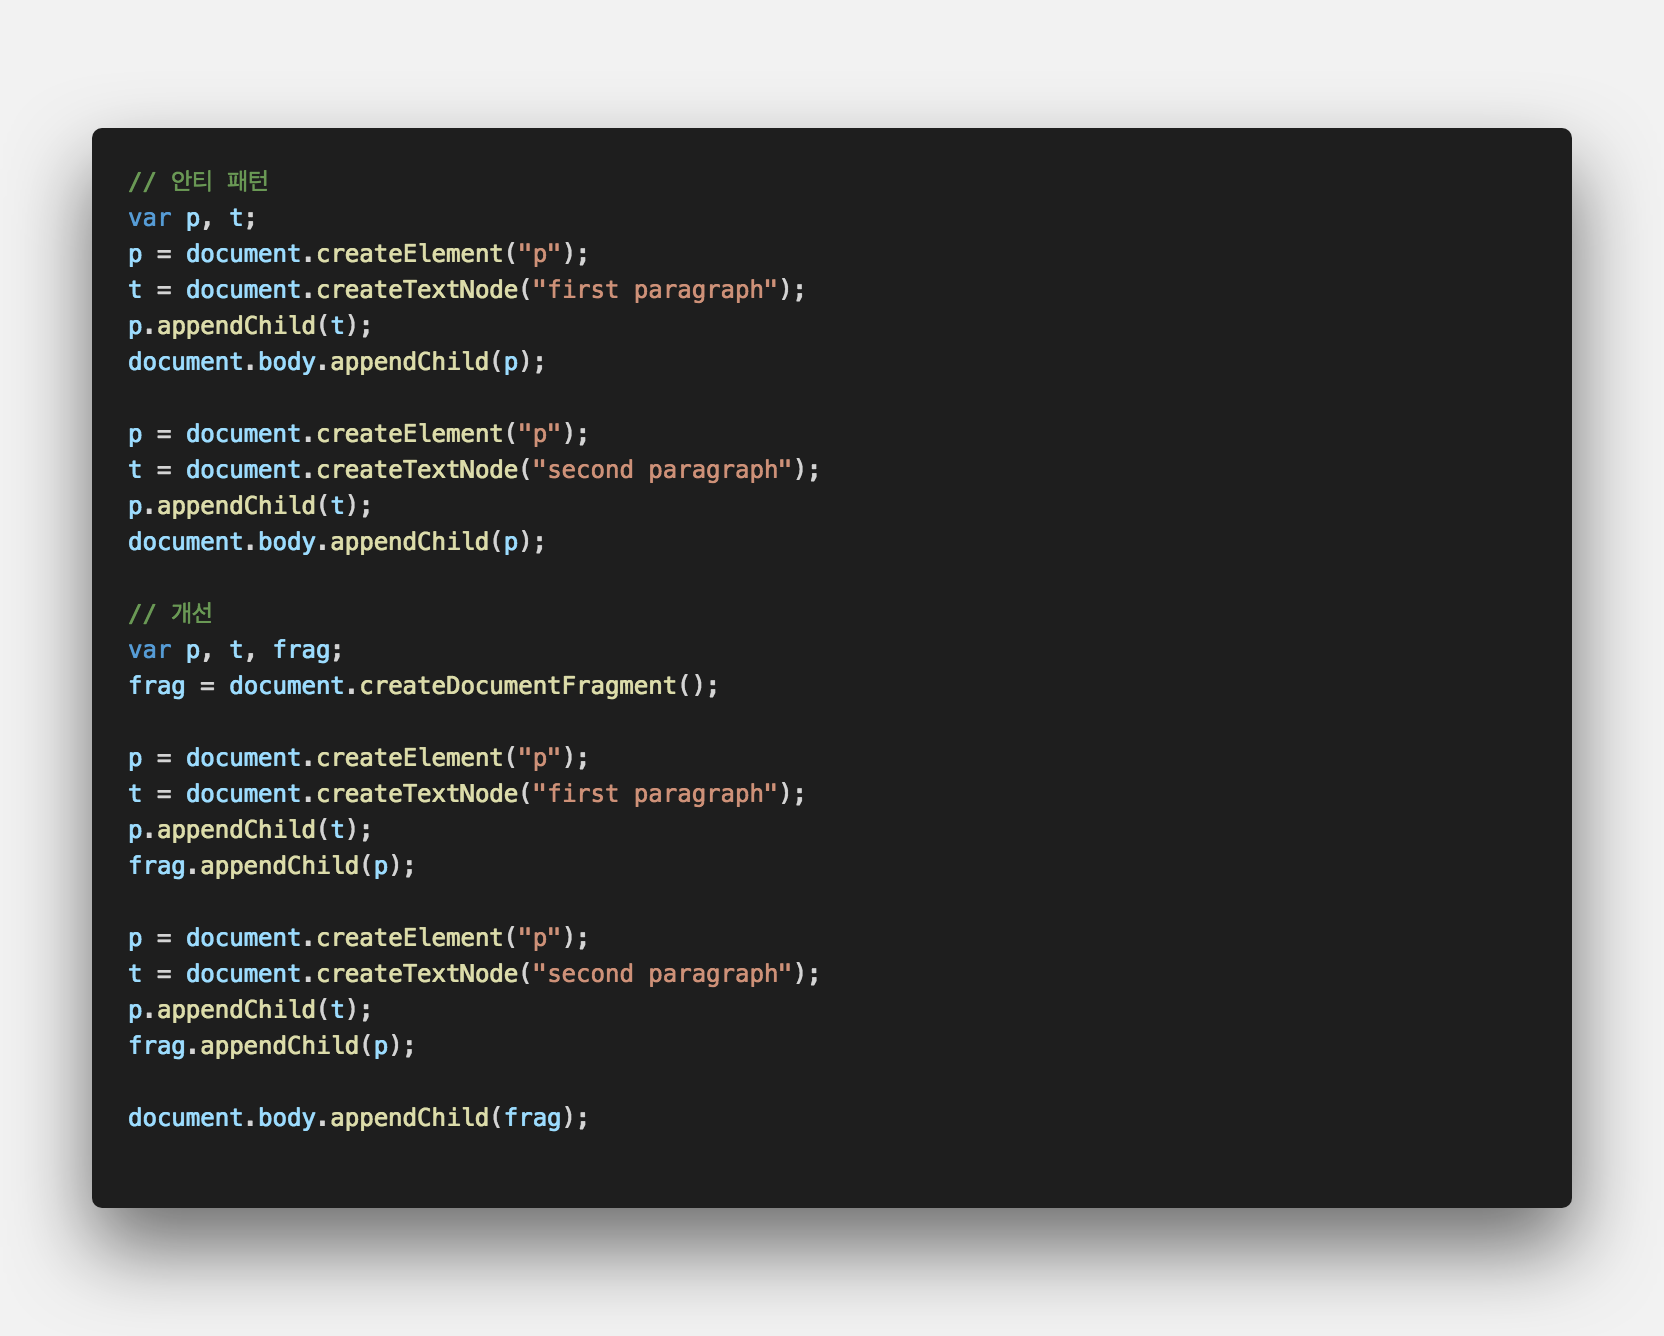 // 안티 패턴
var p, t;
p = document.createElement("p");
t = document.createTextNode("first paragraph");
p.appendChild(t);
document.body.appendChild(p);

p = document.createElement("p");
t = document.createTextNode("second paragraph");
p.appendChild(t);
document.body.appendChild(p);

// 개선
var p, t, frag;
frag = document.createDocumentFragment();

p = document.createElement("p");
t = document.createTextNode("first paragraph");
p.appendChild(t);
frag.appendChild(p);

p = document.createElement("p");
t = document.createTextNode("second paragraph");
p.appendChild(t);
frag.appendChild(p);

document.body.appendChild(frag);